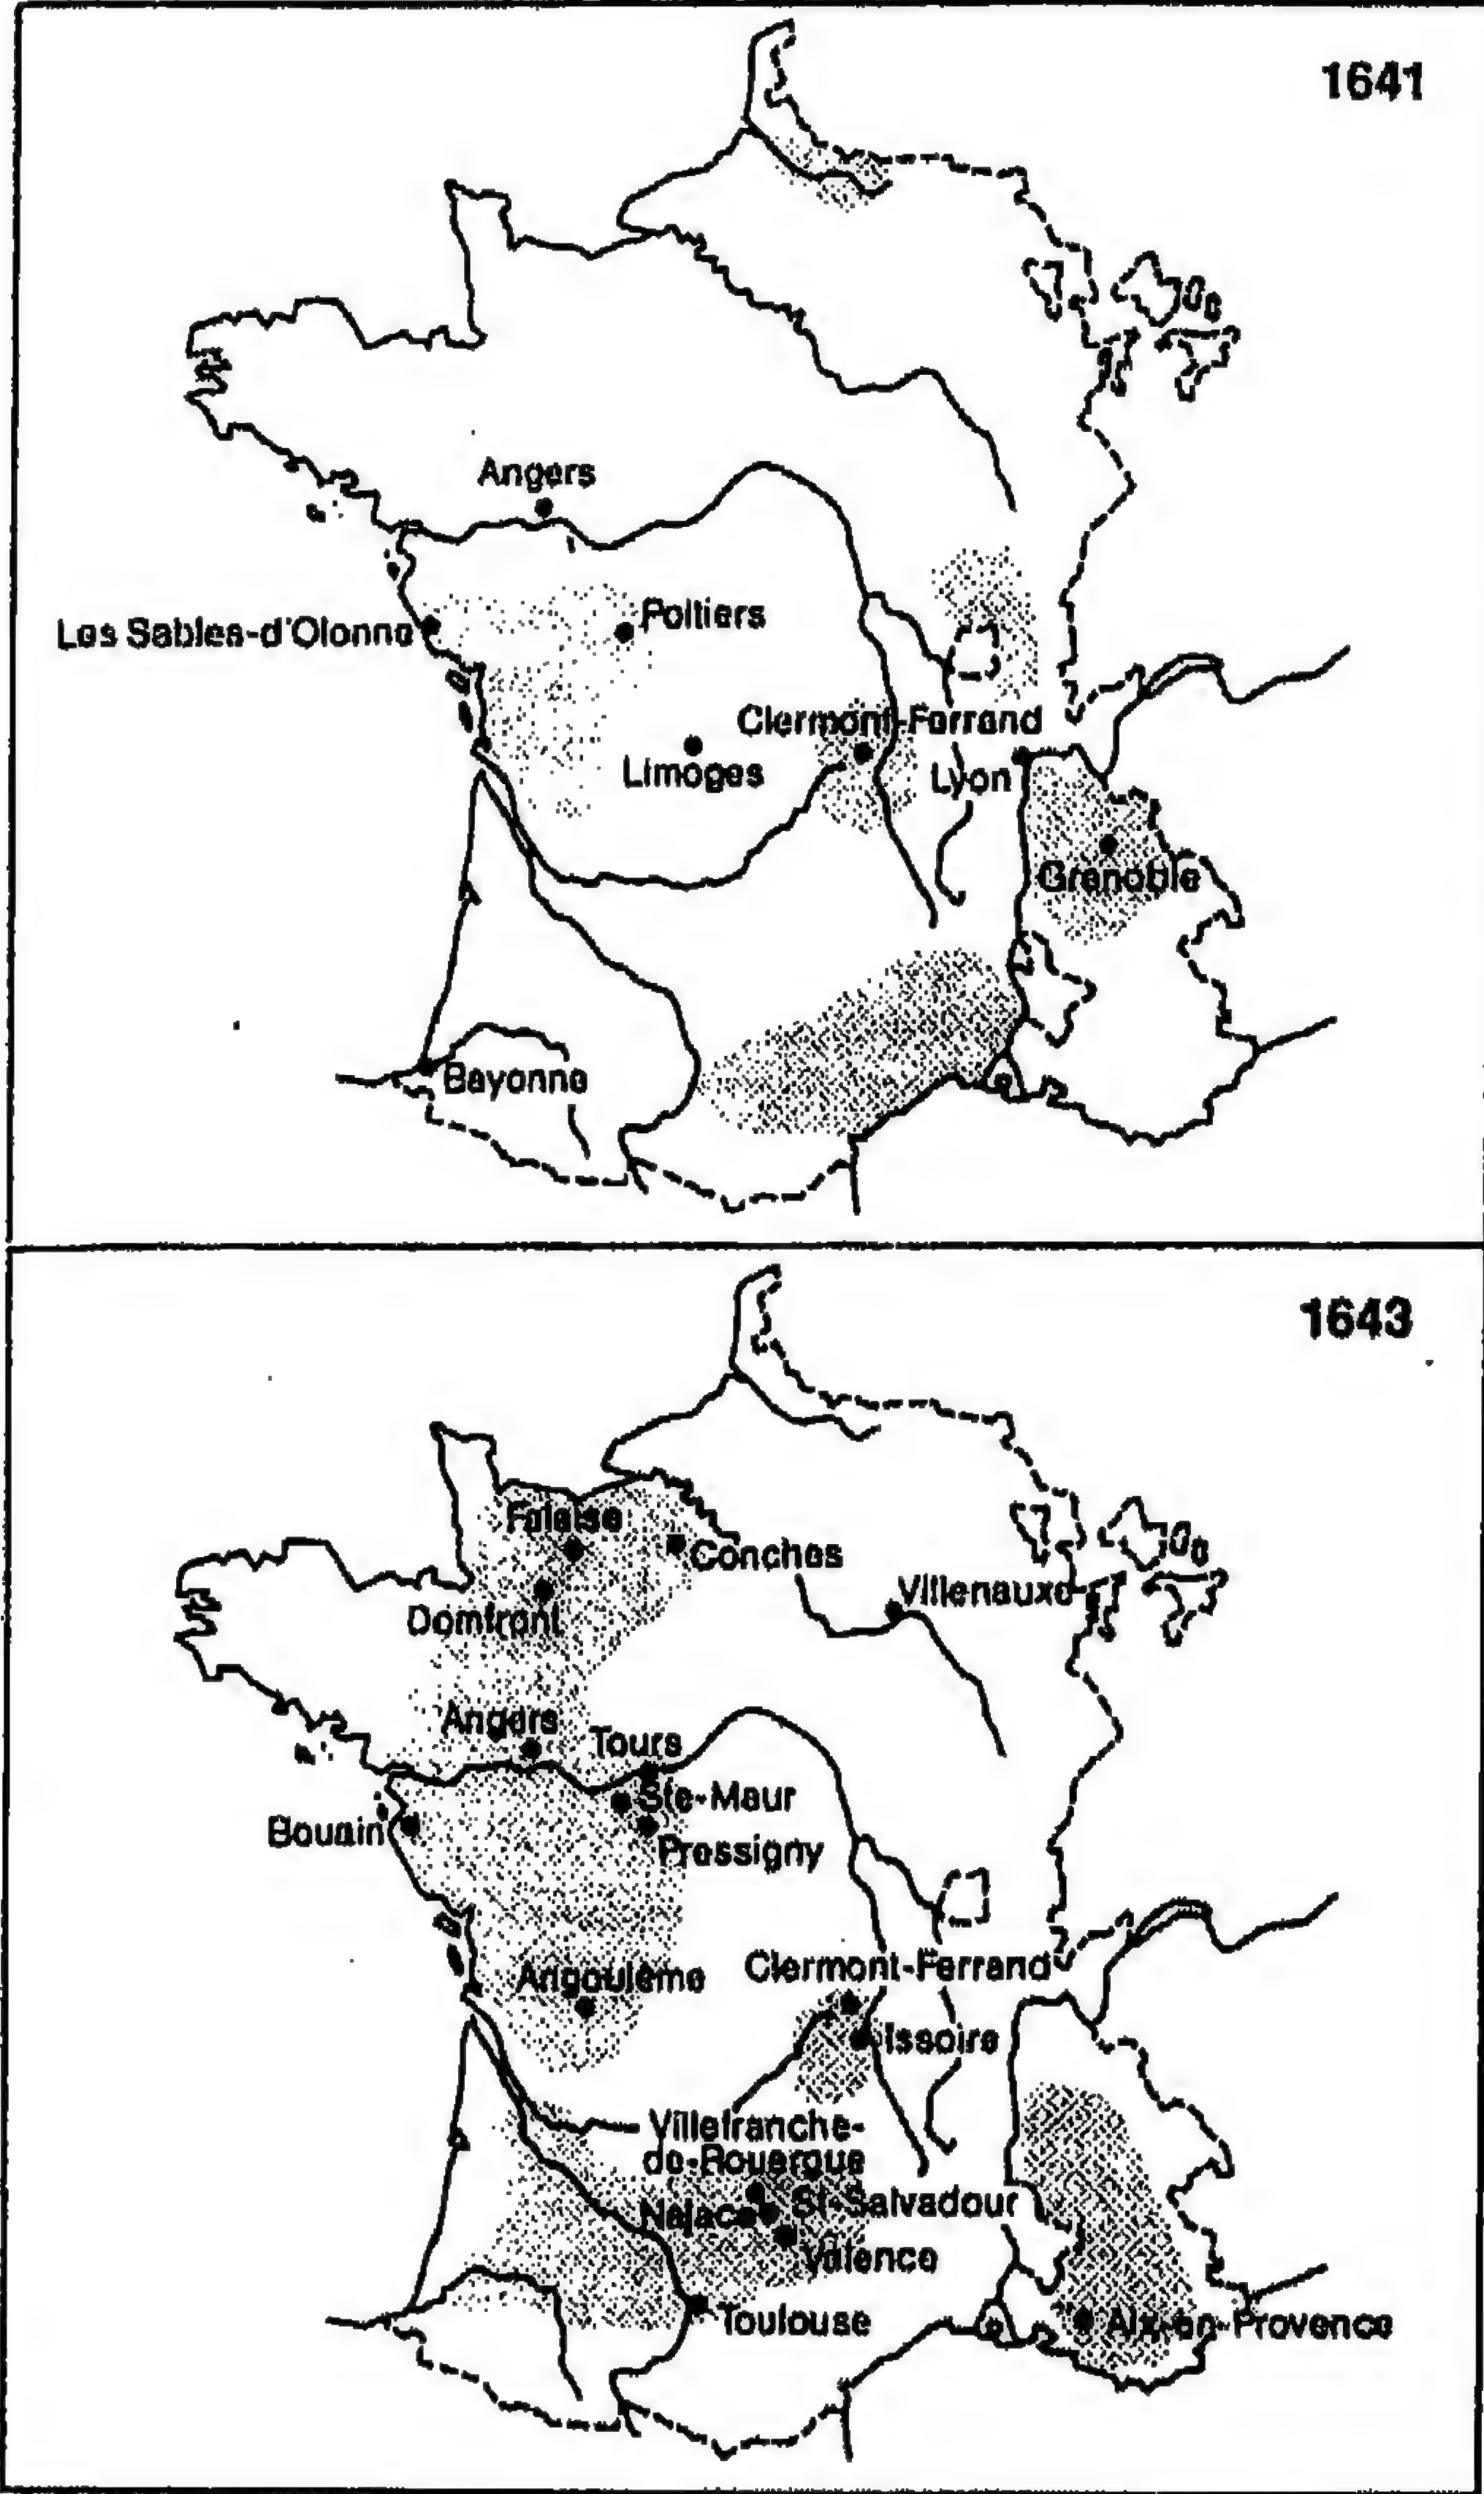 1641
Angers
Poitiers
Les Sables-d'Olonne
Clermont-Ferrand
Limoges
Lyon
Grenoble
Bayonne
1643
Falaise
Conches
Villenauxe
Domfront
Angers
Tours
Ste-Maur
Bouain
Pressigny
Angoulême
Clermont-Ferrand
Issoire
Villefranche-
de-Rouergue
Najac
St-Salvadour
Valence
Toulouse
Aix-en-Provence